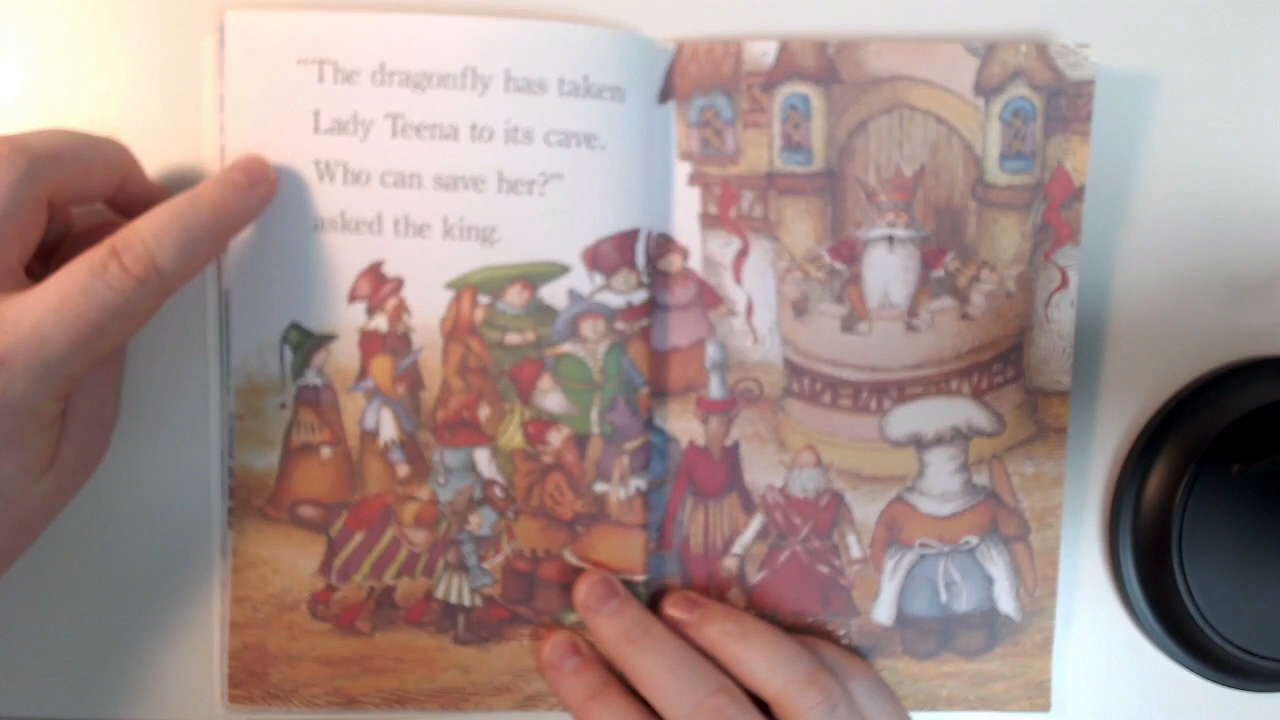 "The dragonfly has taken
Lady Teena to its cave.
Who can save her?"
asked the king.